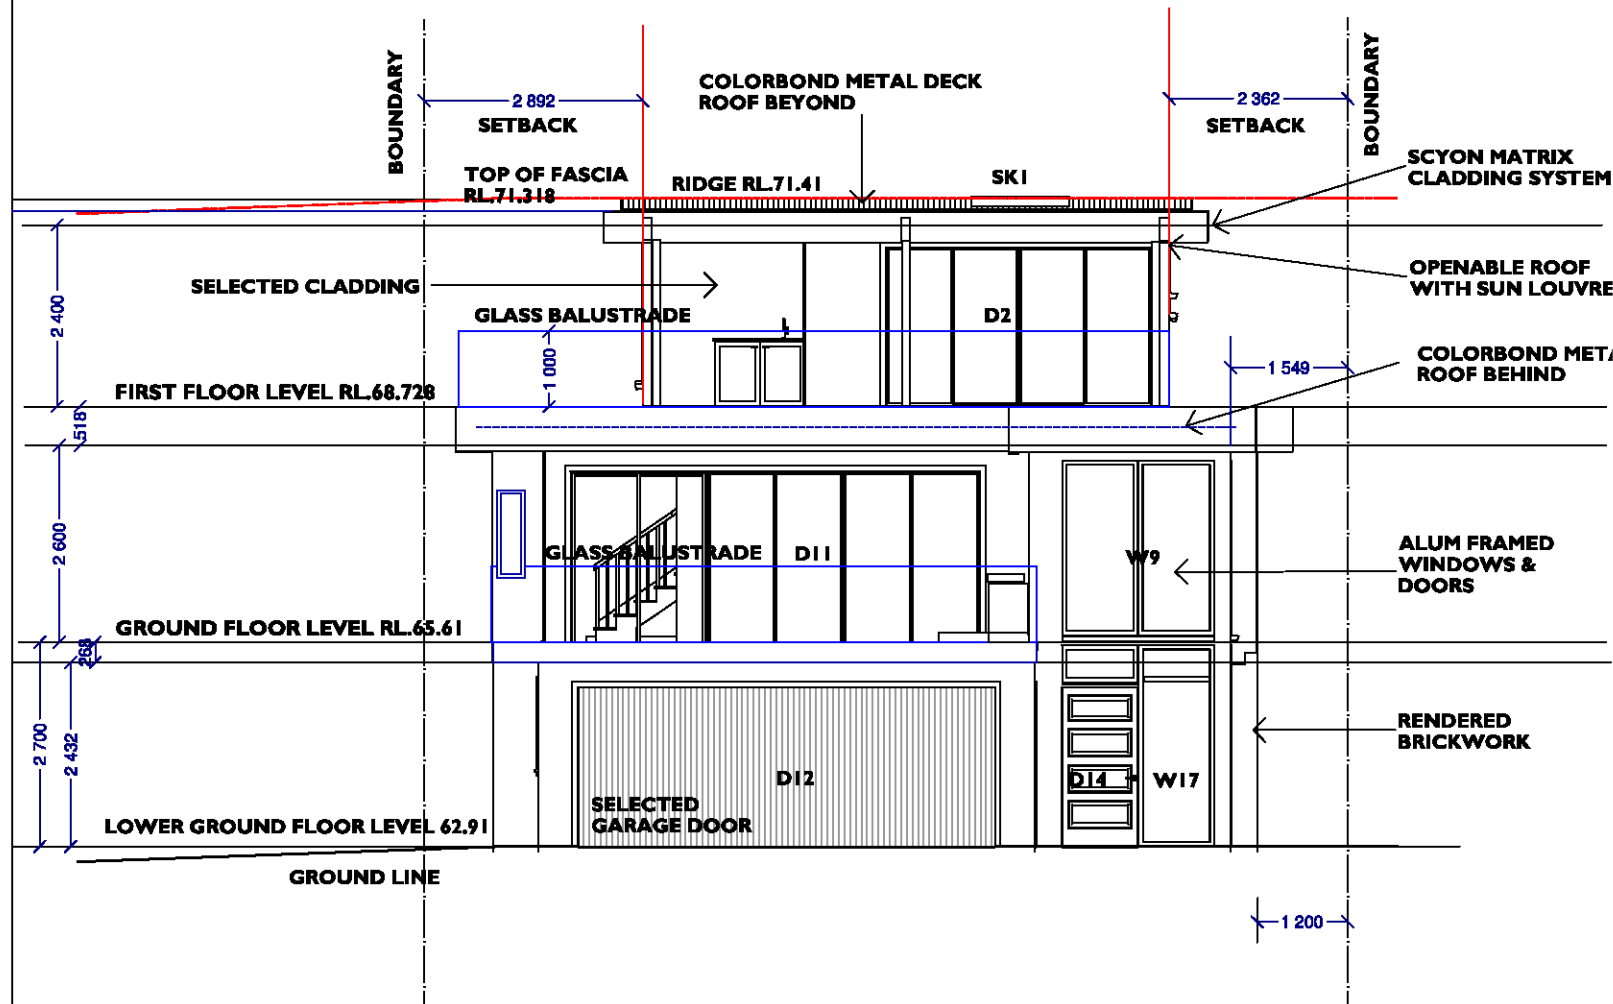 BOUNDARY
2 892
SETBACK
COLORBOND METAL DECK
ROOF BEYOND
2 362
SETBACK
BOUNDARY
TOP OF FASCIA
RL.71.318
RIDGE RL.71.41
SK1
SCYON MATRIX
CLADDING SYSTEM
SELECTED CLADDING
OPENABLE ROOF
WITH SUN LOUVRE
2 400
GLASS BALUSTRADE
D2
1 000
1 549
COLORBOND META
ROOF BEHIND
FIRST FLOOR LEVEL RL.68.728
518
2 600
GLASS BALUSTRADE
D11
W9
ALUM FRAMED
WINDOWS &
DOORS
GROUND FLOOR LEVEL RL.65.61
268
2 700
2 432
RENDERED
BRICKWORK
D12
D14
W17
SELECTED
GARAGE DOOR
LOWER GROUND FLOOR LEVEL 62.91
GROUND LINE
1 200